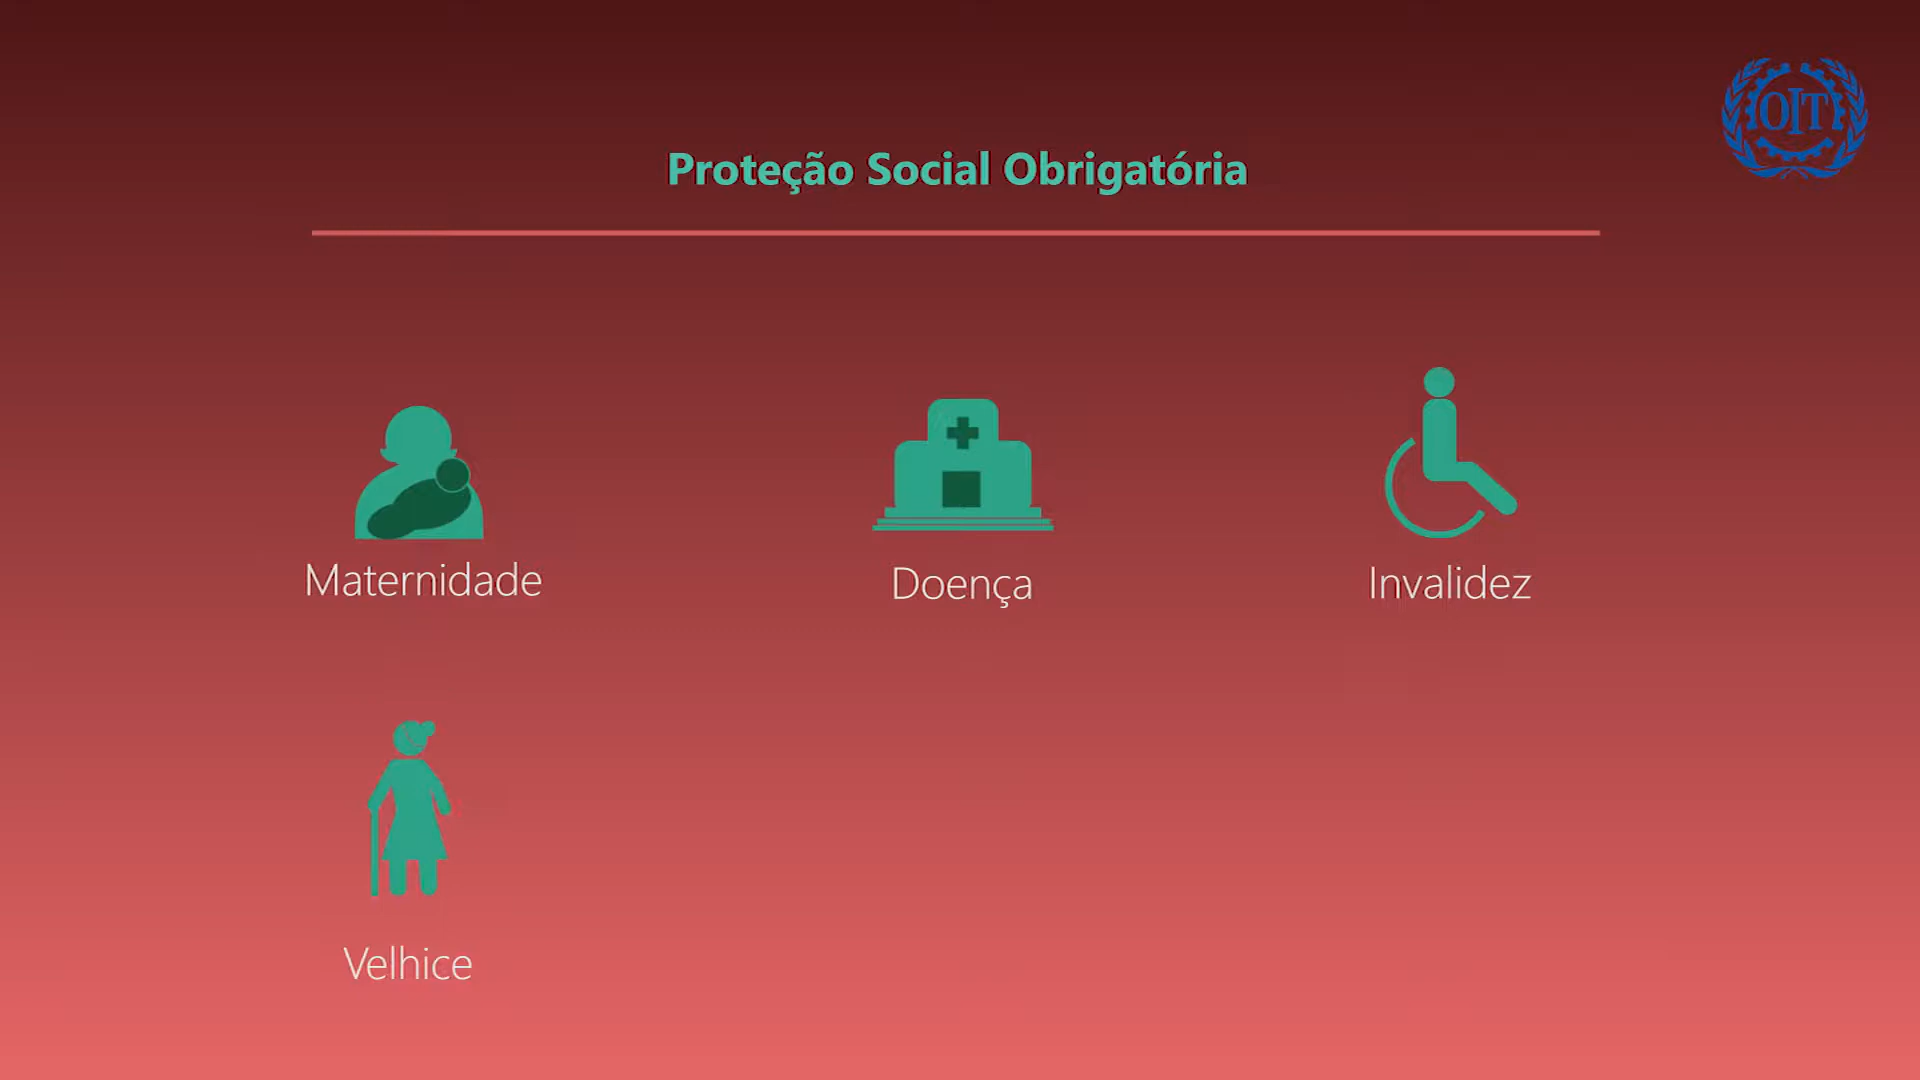 OIT
Proteção Social Obrigatória
Maternidade
Doença
Invalidez
Velhice